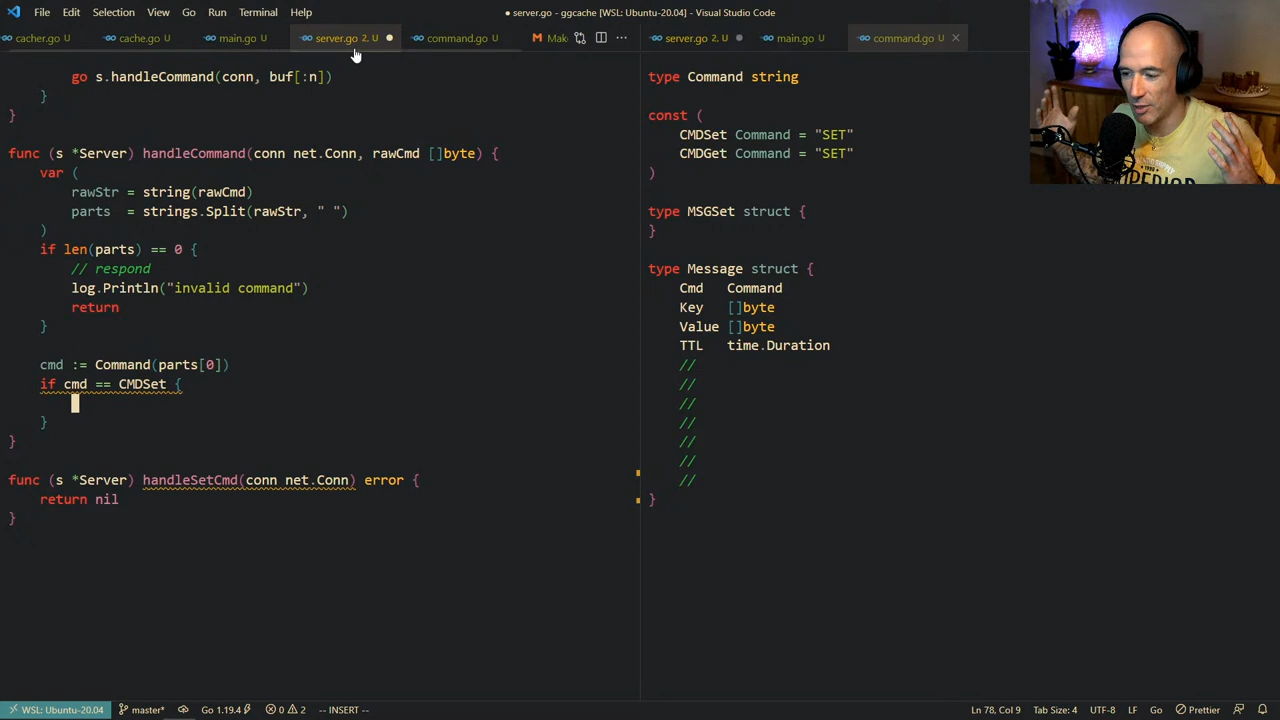 File Edit Selection View Go Run Terminal Help
● server.go - ggcache [WSL: Ubuntu-20.04] - Visual Studio Code
cacher.go U cache.go U main.go U server.go 2, U ● command.go U Mak ···
server.go 2, U ● main.go U command.go U ×
go s.handleCommand(conn, buf[:n])
}
}
func (s *Server) handleCommand(conn net.Conn, rawCmd []byte) {
var (
rawStr = string(rawCmd)
parts = strings.Split(rawStr, " ")
)
if len(parts) == 0 {
// respond
log.Println("invalid command")
return
}
cmd := Command(parts[0])
if cmd == CMDSet {
}
}
func (s *Server) handleSetCmd(conn net.Conn) error {
return nil
}
type Command string
const (
CMDSet Command = "SET"
CMDGet Command = "SET"
)
type MSGSet struct {
}
type Message struct {
Cmd Command
Key []byte
Value []byte
TTL time.Duration
//
//
//
//
//
//
//
}
WSL: Ubuntu-20.04 master* Go 1.19.4 0 2 -- INSERT -- Ln 78, Col 9 Tab Size: 4 UTF-8 LF Go Prettier